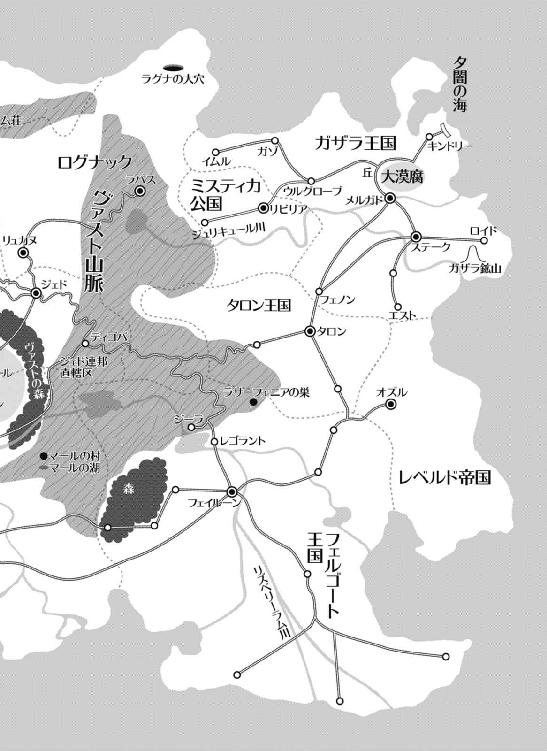 夕闇の海
ラグナの大穴
ム荘
ガザラ王国
キンドリ
ガゾ
イムル
ログナック
丘
大漠腐
ラパス
ミスティカ
公国
ウルグローブ
メルガド
リビリア
ジュリキュール川
ロイド
ステーク
ガザラ鉱山
リュカヌ
ヴァスト山脈
ジェド
タロン王国
フェノン
エスト
タロン
ティゴバ
ヴァストの森
ジェド連邦
直轄区
ール
ラザーフェニアの巣
オズル
ジーラ
レゴラント
マールの村
マールの湖
レベルド帝国
森
フェイルーン
フェルゴート
王国
リズベリーラム川